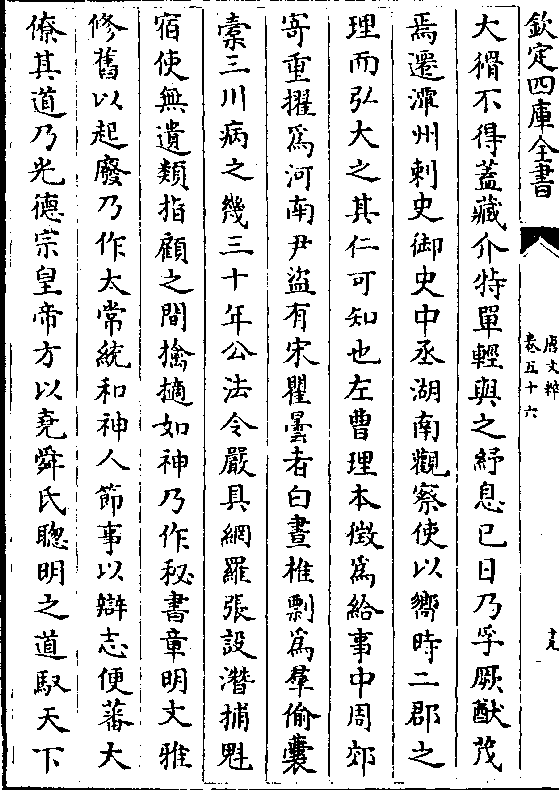 欽定四庫全書
唐文粹
卷五十六
大猾不得蓋藏介特單輕與之紓息已日乃孚厥猷茂
焉遷潭州刺史御史中丞湖南觀察使以嚮時二郡之
理而弘大之其仁可知也左曹理本徵為給事中周郊
寄重擢為河南尹盜有宋瞿曇者白晝椎剽為羣偷囊
橐三川病之幾三十年公法令嚴具網羅張設潛捕魁
宿使無遺類指顧之間擒擿如神乃作秘書章明文雅
修舊以起廢乃作太常統和神人節事以辯志便蕃大
僚其道乃光德宗皇帝方以堯舜氏聰明之道馭天下